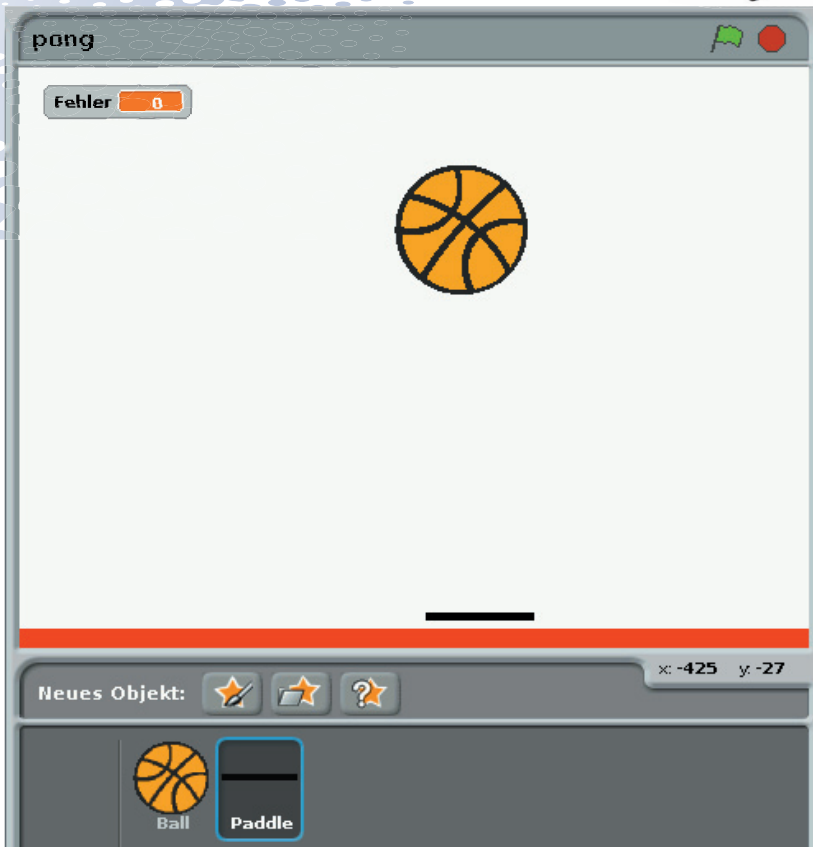 pong
Fehler 0
x: -425 y: -27
Neues Objekt:
Ball
Paddle